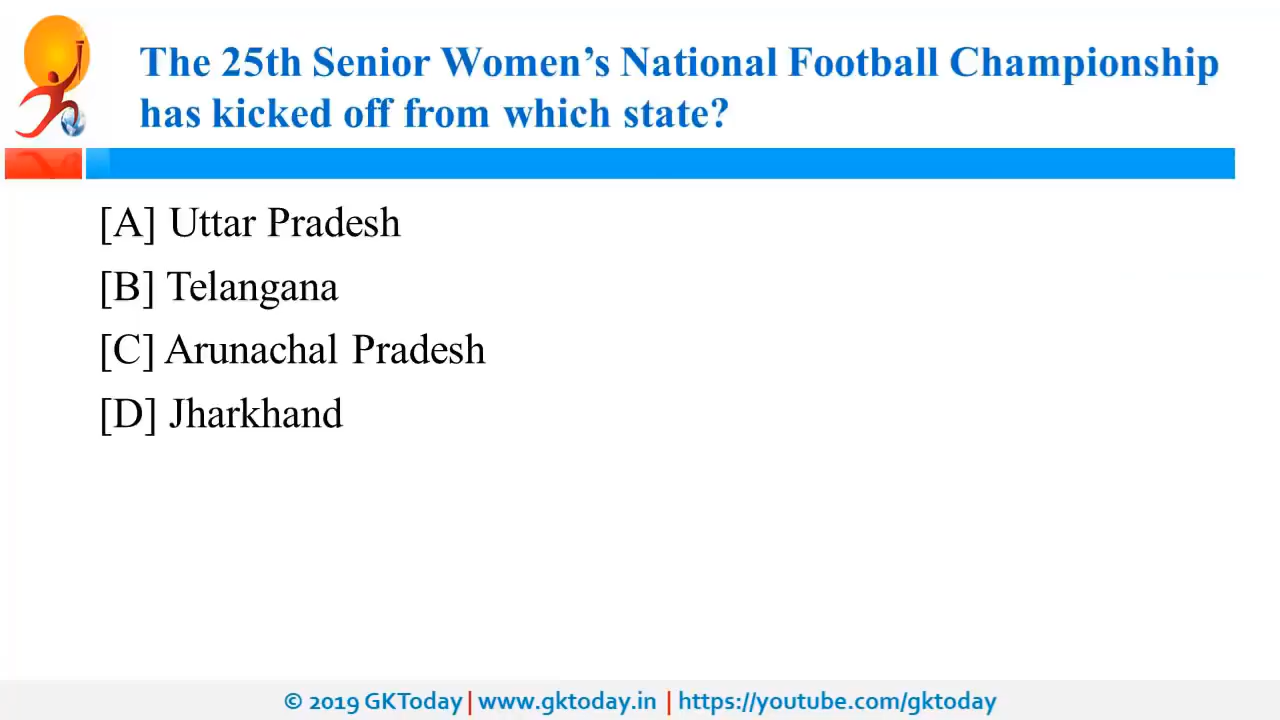 The 25th Senior Women’s National Football Championship
has kicked off from which state?
[A] Uttar Pradesh
[B] Telangana
[C] Arunachal Pradesh
[D] Jharkhand
© 2019 GKToday | www.gktoday.in | https://youtube.com/gktoday